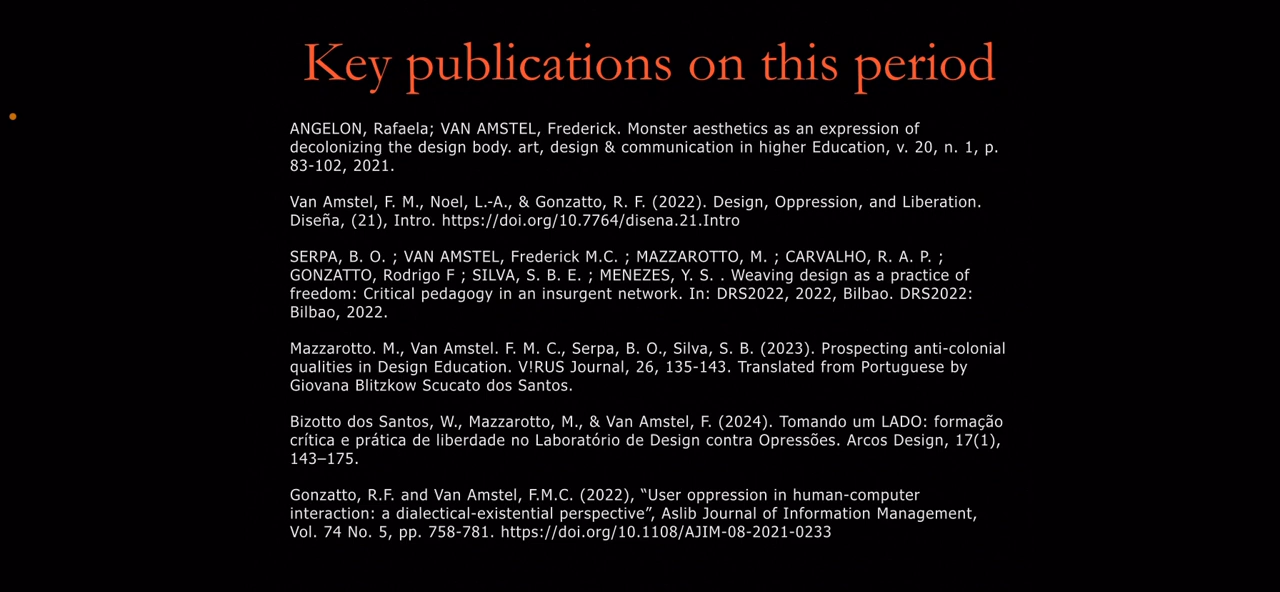 Key publications on this period
ANGELON, Rafaela; VAN AMSTEL, Frederick. Monster aesthetics as an expression of
decolonizing the design body. art, design & communication in higher Education, v. 20, n. 1, p.
83-102, 2021.
Van Amstel, F. M., Noel, L.-A., & Gonzatto, R. F. (2022). Design, Oppression, and Liberation.
Diseña, (21), Intro. https://doi.org/10.7764/disena.21.Intro
SERPA, B. O. ; VAN AMSTEL, Frederick M.C. ; MAZZAROTTO, M. ; CARVALHO, R. A. P. ;
GONZATTO, Rodrigo F ; SILVA, S. B. E. ; MENEZES, Y. S. . Weaving design as a practice of
freedom: Critical pedagogy in an insurgent network. In: DRS2022, 2022, Bilbao. DRS2022:
Bilbao, 2022.
Mazzarotto. M., Van Amstel. F. M. C., Serpa, B. O., Silva, S. B. (2023). Prospecting anti-colonial
qualities in Design Education. V!RUS Journal, 26, 135-143. Translated from Portuguese by
Giovana Blitzkow Scucato dos Santos.
Bizotto dos Santos, W., Mazzarotto, M., & Van Amstel, F. (2024). Tomando um LADO: formação
crítica e prática de liberdade no Laboratório de Design contra Opressões. Arcos Design, 17(1),
143–175.
Gonzatto, R.F. and Van Amstel, F.M.C. (2022), “User oppression in human-computer
interaction: a dialectical-existential perspective”, Aslib Journal of Information Management,
Vol. 74 No. 5, pp. 758-781. https://doi.org/10.1108/AJIM-08-2021-0233